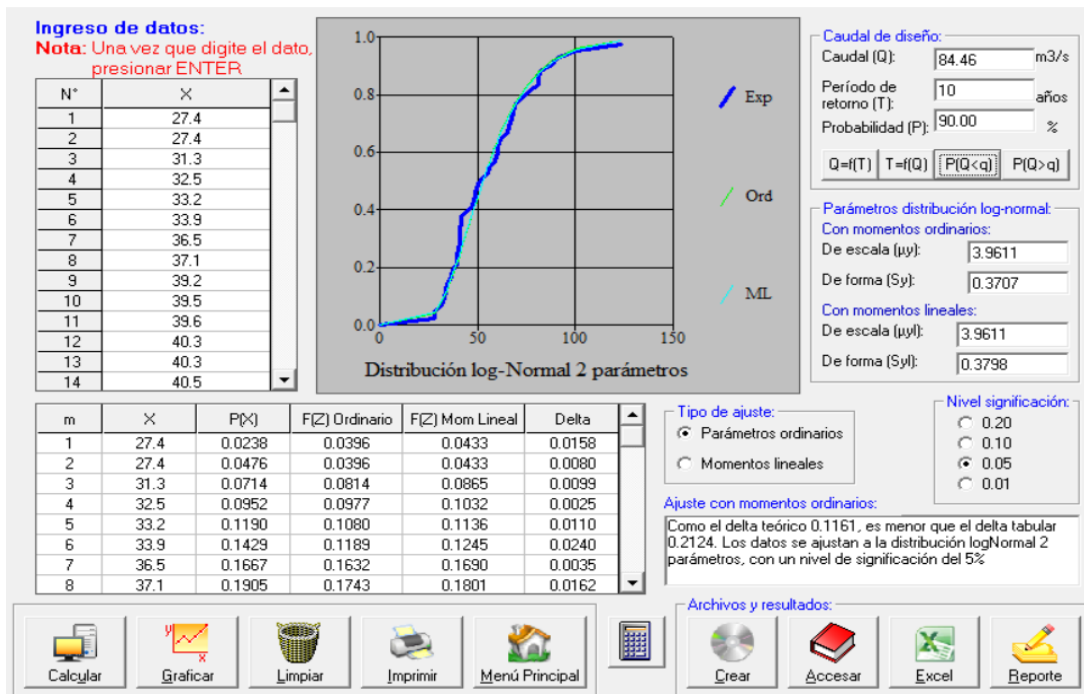 Ingreso de datos:
Nota: Una vez que digite el dato,
presionar ENTER
N° X
1 27.4
2 27.4
3 31.3
4 32.5
5 33.2
6 33.9
7 36.5
8 37.1
9 39.2
10 39.5
11 39.6
12 40.3
13 40.3
14 40.5
1.0
0.8
0.6
0.4
0.2
0.0
0 50 100 150
Exp
Ord
ML
Distribución log-Normal 2 parámetros
Caudal de diseño:
Caudal (Q): 84.46 m3/s
Período de
retorno (T): 10 años
Probabilidad (P): 90.00 %
Q=f(T) T=f(Q) P(Q<q) P(Q>q)
Parámetros distribución log-normal:
Con momentos ordinarios:
De escala (μy): 3.9611
De forma (Sy): 0.3707
Con momentos lineales:
De escala (μyl): 3.9611
De forma (Syl): 0.3798
m X P(X) F(Z) Ordinario F(Z) Mom Lineal Delta
1 27.4 0.0238 0.0396 0.0433 0.0158
2 27.4 0.0476 0.0396 0.0433 0.0080
3 31.3 0.0714 0.0814 0.0865 0.0099
4 32.5 0.0952 0.0977 0.1032 0.0025
5 33.2 0.1190 0.1080 0.1136 0.0110
6 33.9 0.1429 0.1189 0.1245 0.0240
7 36.5 0.1667 0.1632 0.1690 0.0035
8 37.1 0.1905 0.1743 0.1801 0.0162
Tipo de ajuste:
Parámetros ordinarios
Momentos lineales
Nivel significación:
0.20
0.10
0.05
0.01
Ajuste con momentos ordinarios:
Como el delta teórico 0.1161, es menor que el delta tabular
0.2124. Los datos se ajustan a la distribución logNormal 2
parámetros, con un nivel de significación del 5%
Calcular
y x
Graficar
Limpiar
Imprimir
Menú Principal
Archivos y resultados:
Crear
Accesar
Excel
Reporte